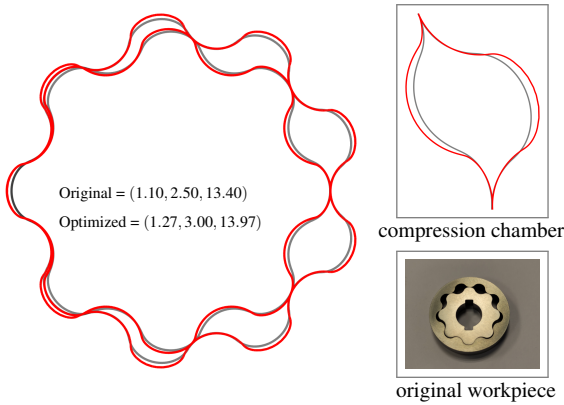 Original = (1.10, 2.50, 13.40)
Optimized = (1.27, 3.00, 13.97)
compression chamber
original workpiece